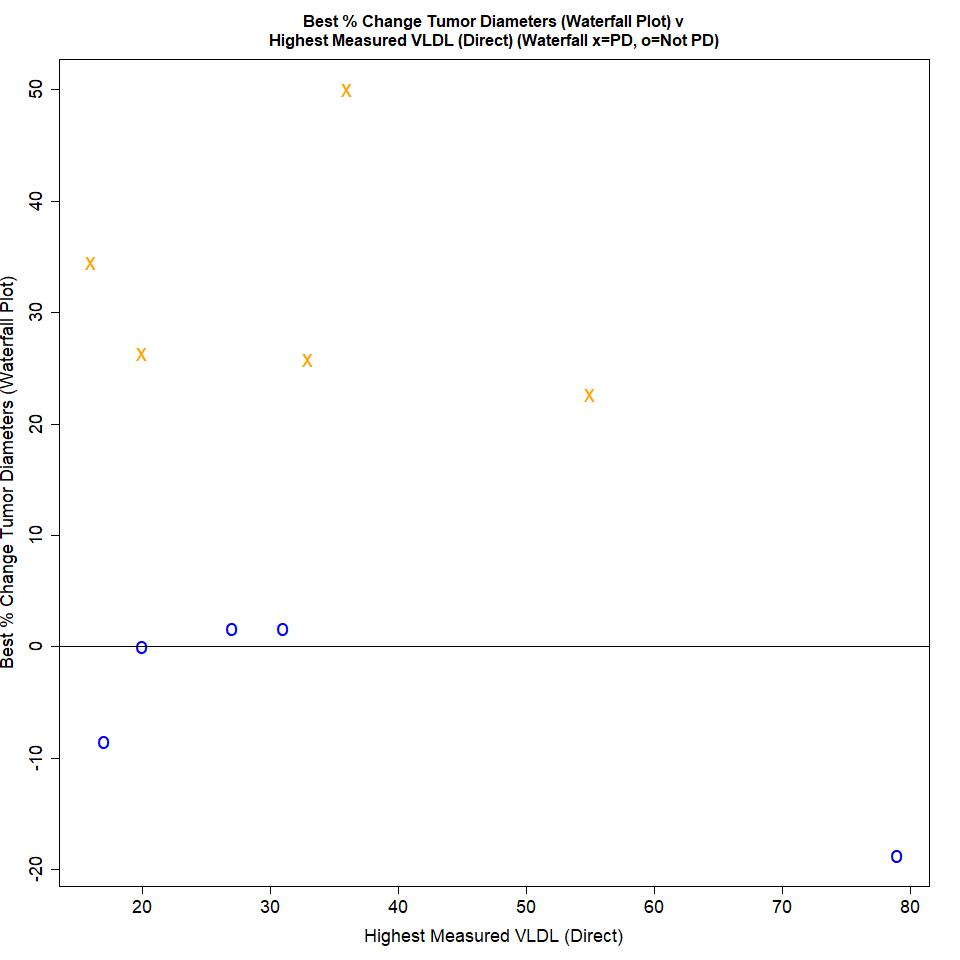 Best % Change Tumor Diameters (Waterfall Plot) v
Highest Measured VLDL (Direct) (Waterfall x=PD, o=Not PD)
Best % Change Tumor Diameters (Waterfall Plot)
50
40
30
20
10
0
-10
-20
X
X
X
X
X
O
O
O
O
O
20 30 40 50 60 70 80
Highest Measured VLDL (Direct)